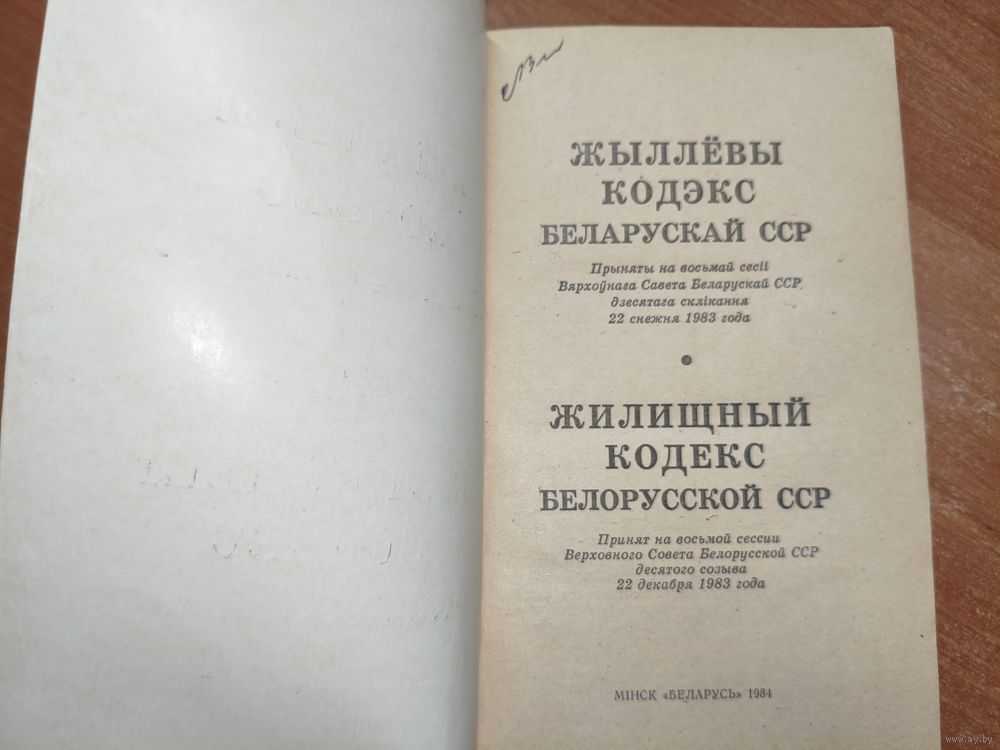 ЖЫЛЛЁВЫ
КОДЭКС
БЕЛАРУСКАЙ ССР
Прыняты на восьмай сесіі
Вярхоўнага Савета Беларускай ССР
дзесятага склікання
22 снежня 1983 года
ЖИЛИЩНЫЙ
КОДЕКС
БЕЛОРУССКОЙ ССР
Принят на восьмой сессии
Верховного Совета Белорусской ССР
десятого созыва
22 декабря 1983 года
МІНСК «БЕЛАРУСЬ» 1984
www.ay.by